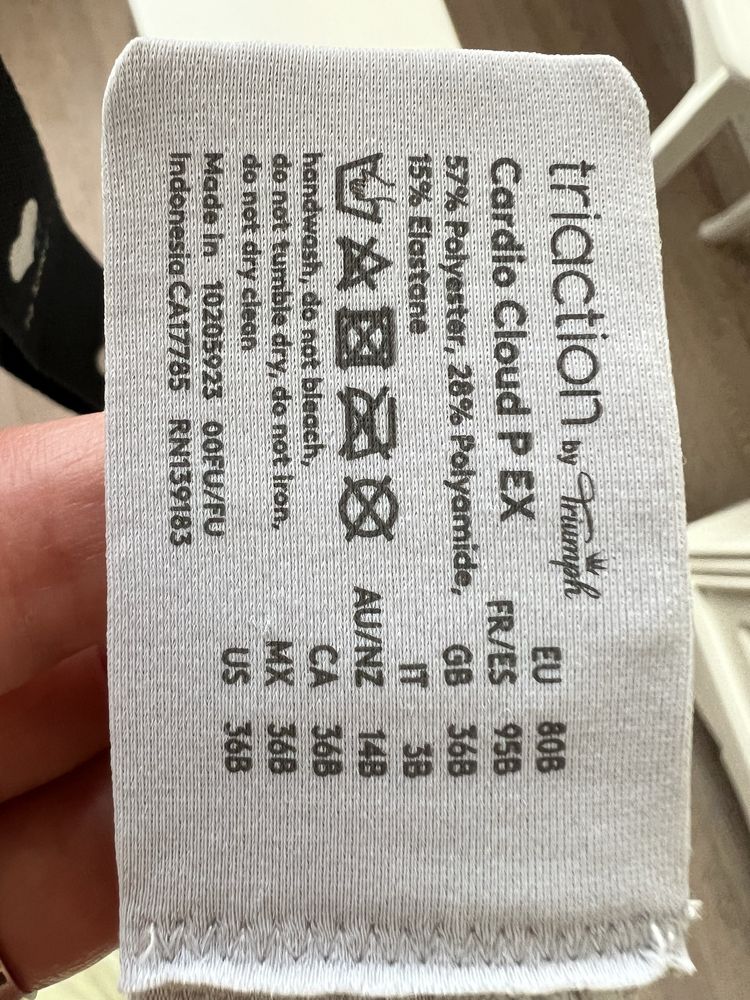 triaction by Triumph
Cardio Cloud P EX
57% Polyester, 28% Polyamide,
15% Elastane
handwash, do not bleach,
do not tumble dry, do not iron,
do not dry clean
Made in 10205923 00FU/FU
Indonesia CA17785 RN139183
EU 80B
FR/ES 95B
GB 36B
IT 3B
AU/NZ 14B
CA 36B
MX 36B
US 36B